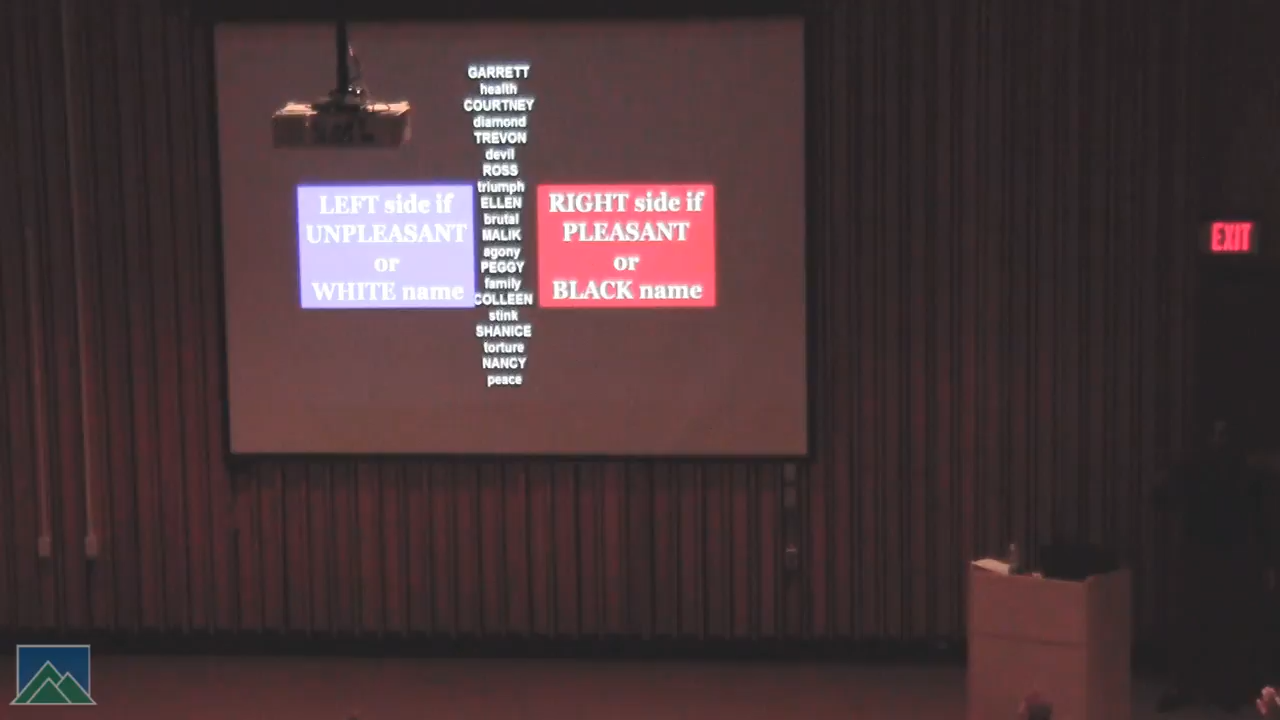 GARRETT
health
COURTNEY
diamond
TREVON
devil
ROSS
triumph
ELLEN
brutal
MALIK
agony
PEGGY
family
COLLEEN
stink
SHANICE
torture
NANCY
peace
LEFT side if
UNPLEASANT
or
WHITE name
RIGHT side if
PLEASANT
or
BLACK name
EXIT